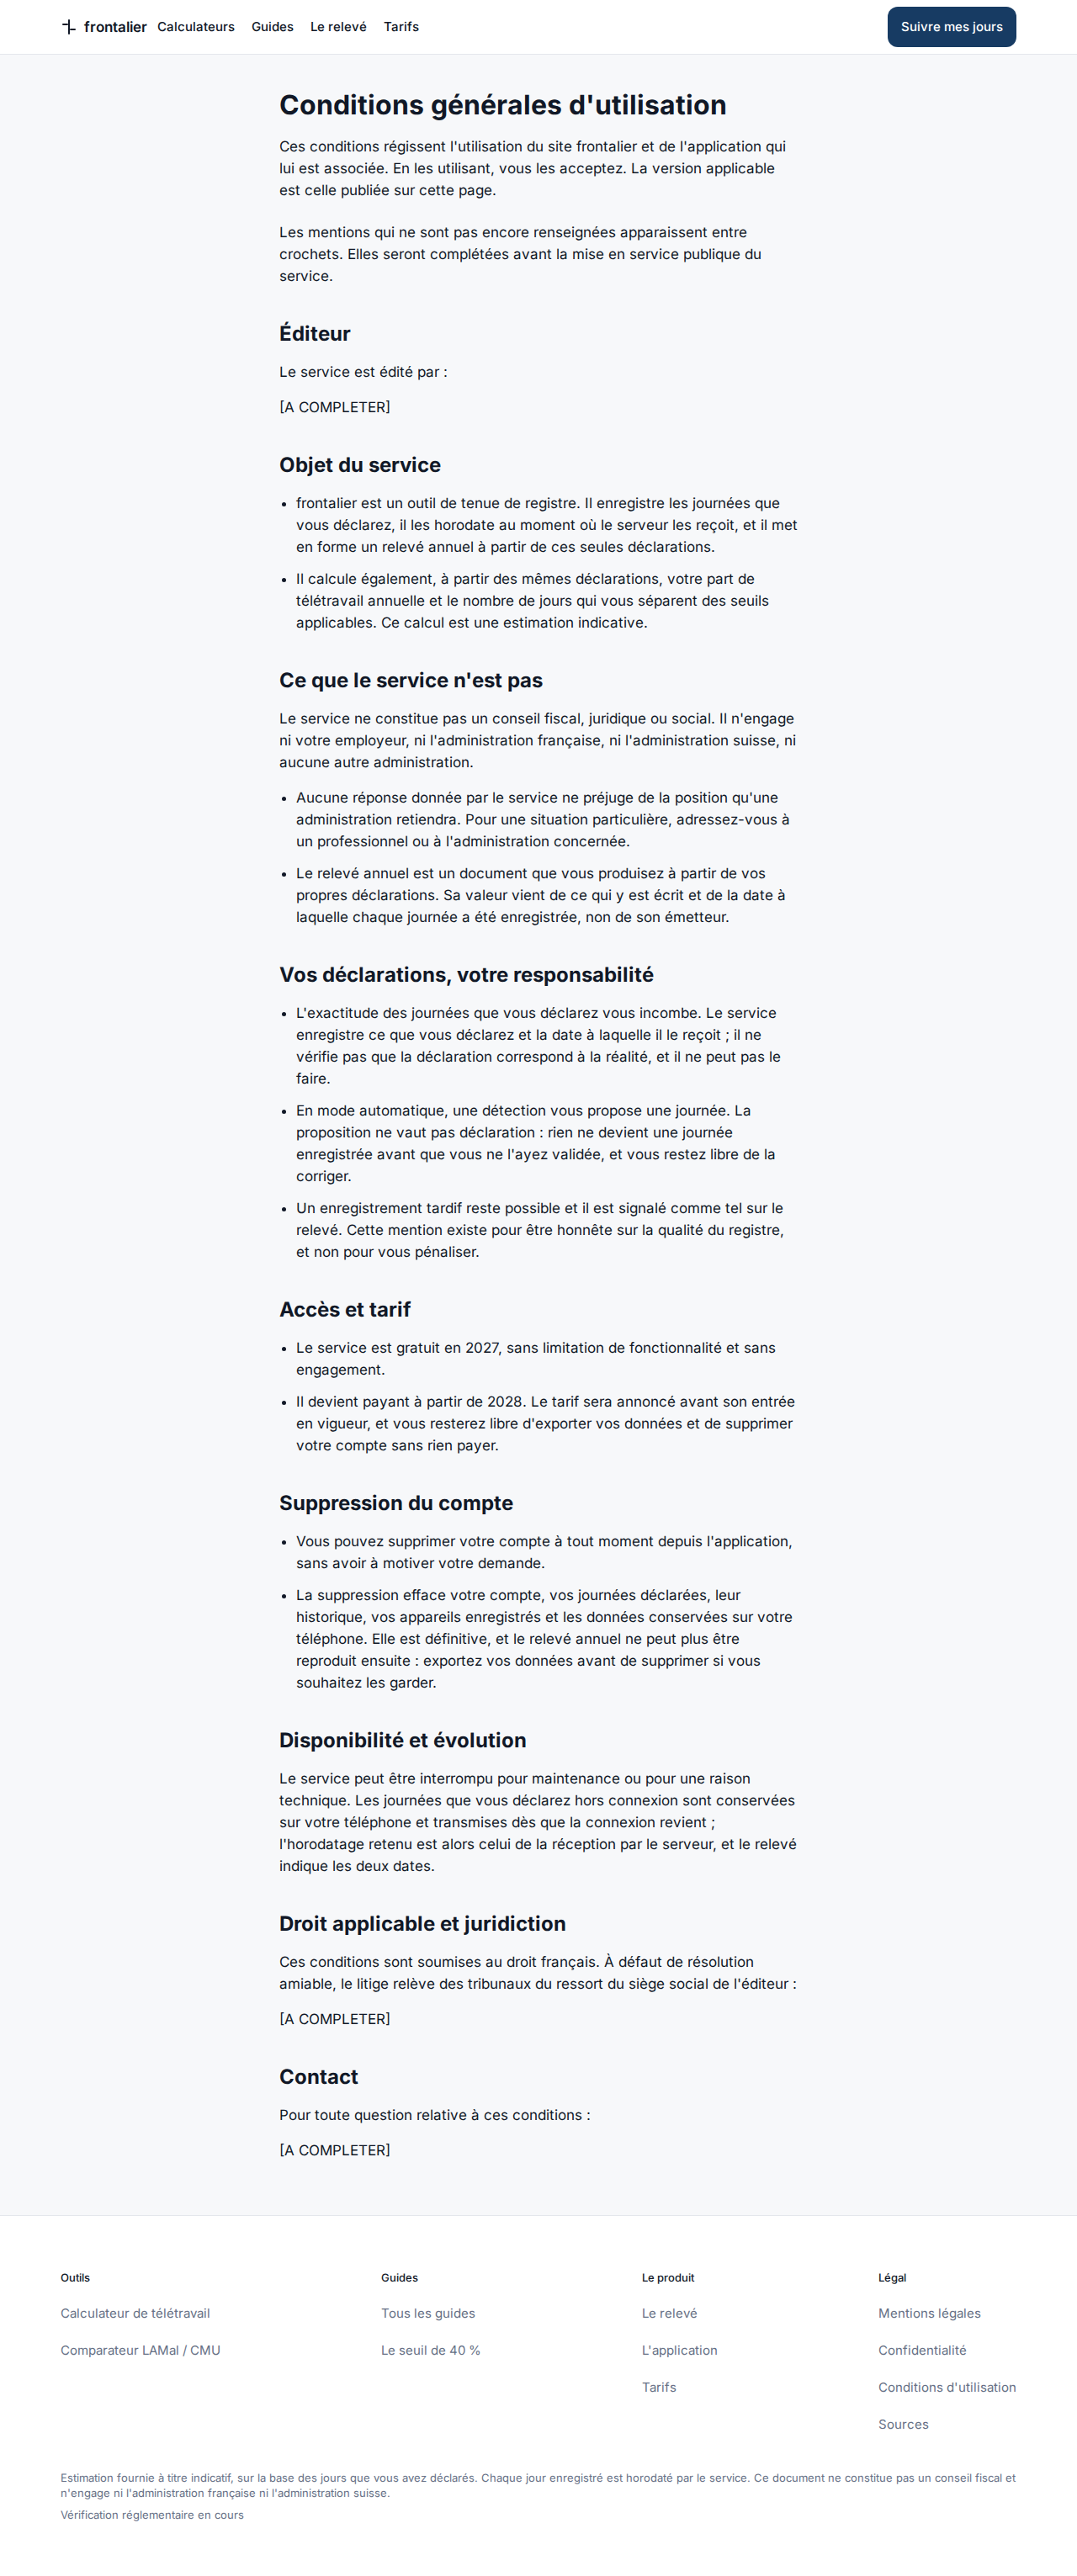 frontalier Calculateurs Guides Le relevé Tarifs Suivre mes jours
Conditions générales d'utilisation
Ces conditions régissent l'utilisation du site frontalier et de l'application qui
lui est associée. En les utilisant, vous les acceptez. La version applicable
est celle publiée sur cette page.
Les mentions qui ne sont pas encore renseignées apparaissent entre
crochets. Elles seront complétées avant la mise en service publique du
service.
Éditeur
Le service est édité par :
[A COMPLETER]
Objet du service
• frontalier est un outil de tenue de registre. Il enregistre les journées que
vous déclarez, il les horodate au moment où le serveur les reçoit, et il met
en forme un relevé annuel à partir de ces seules déclarations.
• Il calcule également, à partir des mêmes déclarations, votre part de
télétravail annuelle et le nombre de jours qui vous séparent des seuils
applicables. Ce calcul est une estimation indicative.
Ce que le service n'est pas
Le service ne constitue pas un conseil fiscal, juridique ou social. Il n'engage
ni votre employeur, ni l'administration française, ni l'administration suisse, ni
aucune autre administration.
• Aucune réponse donnée par le service ne préjuge de la position qu'une
administration retiendra. Pour une situation particulière, adressez-vous à
un professionnel ou à l'administration concernée.
• Le relevé annuel est un document que vous produisez à partir de vos
propres déclarations. Sa valeur vient de ce qui y est écrit et de la date à
laquelle chaque journée a été enregistrée, non de son émetteur.
Vos déclarations, votre responsabilité
• L'exactitude des journées que vous déclarez vous incombe. Le service
enregistre ce que vous déclarez et la date à laquelle il le reçoit ; il ne
vérifie pas que la déclaration correspond à la réalité, et il ne peut pas le
faire.
• En mode automatique, une détection vous propose une journée. La
proposition ne vaut pas déclaration : rien ne devient une journée
enregistrée avant que vous ne l'ayez validée, et vous restez libre de la
corriger.
• Un enregistrement tardif reste possible et il est signalé comme tel sur le
relevé. Cette mention existe pour être honnête sur la qualité du registre,
et non pour vous pénaliser.
Accès et tarif
• Le service est gratuit en 2027, sans limitation de fonctionnalité et sans
engagement.
• Il devient payant à partir de 2028. Le tarif sera annoncé avant son entrée
en vigueur, et vous resterez libre d'exporter vos données et de supprimer
votre compte sans rien payer.
Suppression du compte
• Vous pouvez supprimer votre compte à tout moment depuis l'application,
sans avoir à motiver votre demande.
• La suppression efface votre compte, vos journées déclarées, leur
historique, vos appareils enregistrés et les données conservées sur votre
téléphone. Elle est définitive, et le relevé annuel ne peut plus être
reproduit ensuite : exportez vos données avant de supprimer si vous
souhaitez les garder.
Disponibilité et évolution
Le service peut être interrompu pour maintenance ou pour une raison
technique. Les journées que vous déclarez hors connexion sont conservées
sur votre téléphone et transmises dès que la connexion revient ;
l'horodatage retenu est alors celui de la réception par le serveur, et le relevé
indique les deux dates.
Droit applicable et juridiction
Ces conditions sont soumises au droit français. À défaut de résolution
amiable, le litige relève des tribunaux du ressort du siège social de l'éditeur :
[A COMPLETER]
Contact
Pour toute question relative à ces conditions :
[A COMPLETER]
Outils
Calculateur de télétravail
Comparateur LAMal / CMU
Guides
Tous les guides
Le seuil de 40 %
Le produit
Le relevé
L'application
Tarifs
Légal
Mentions légales
Confidentialité
Conditions d'utilisation
Sources
Estimation fournie à titre indicatif, sur la base des jours que vous avez déclarés. Chaque jour enregistré est horodaté par le service. Ce document ne constitue pas un conseil fiscal et
n'engage ni l'administration française ni l'administration suisse.
Vérification réglementaire en cours